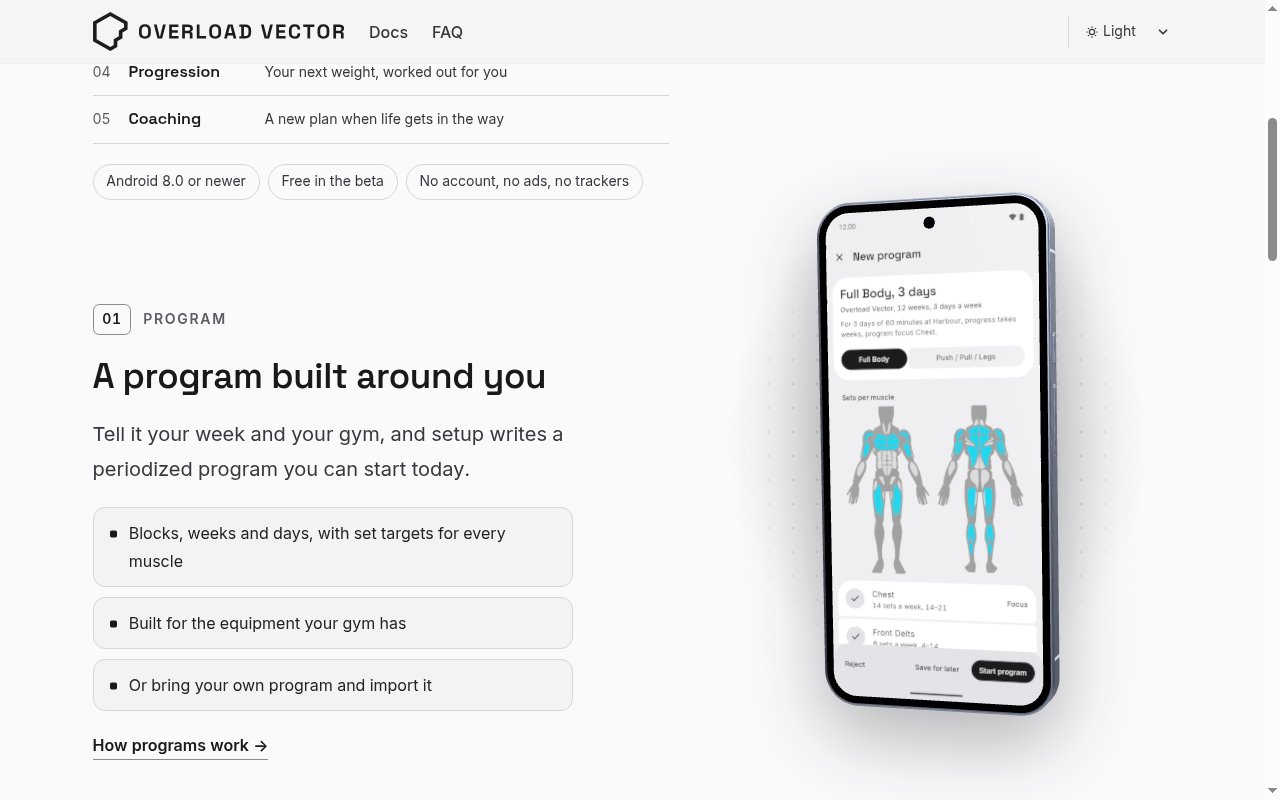 OVERLOAD VECTOR
Docs
FAQ
Light
04 Progression Your next weight, worked out for you
05 Coaching A new plan when life gets in the way
Android 8.0 or newer
Free in the beta
No account, no ads, no trackers
01 PROGRAM
A program built around you
Tell it your week and your gym, and setup writes a
periodized program you can start today.
Blocks, weeks and days, with set targets for every
muscle
Built for the equipment your gym has
Or bring your own program and import it
How programs work →
12:00
New program
Full Body, 3 days
Overload Vector, 12 weeks, 3 days a week
For 3 days of 60 minutes at Harbour, progress takes
weeks, program focus Chest.
Full Body
Push / Pull / Legs
Sets per muscle
Chest
14 sets a week, 14–21
Focus
Front Delts
8 sets a week, 4–14
Reject
Save for later
Start program